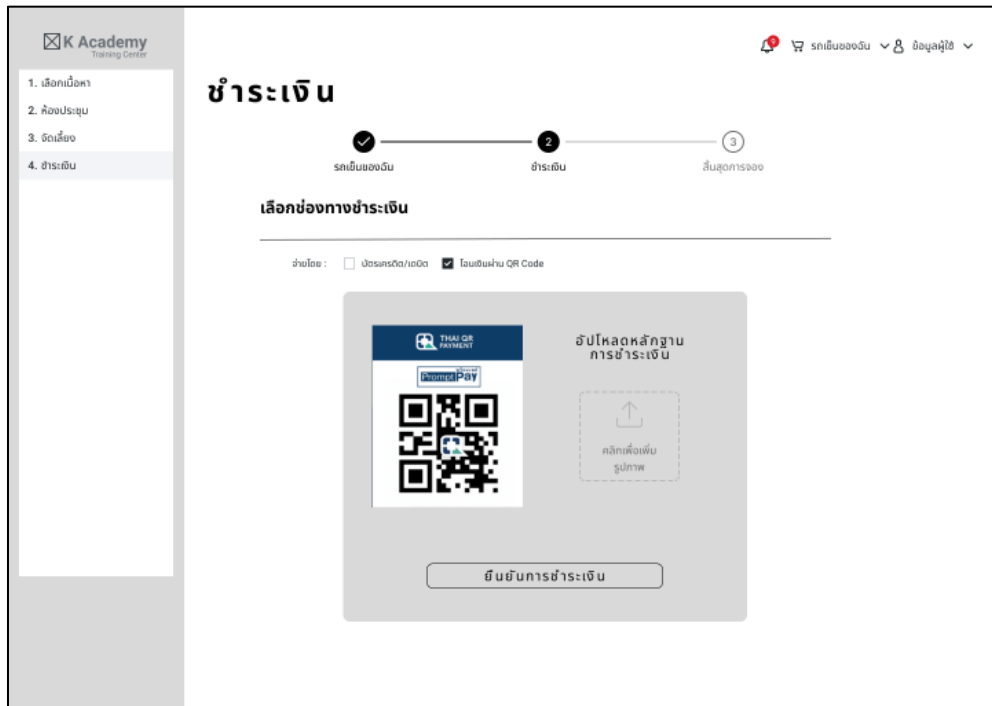 K Academy
Training Center
9
รถเข็นของฉัน
ข้อมูลผู้ใช้
1. เลือกเนื้อหา
2. ห้องประชุม
3. จัดเลี้ยง
4. ชำระเงิน
ชำระเงิน
2
3
รถเข็นของฉัน
ชำระเงิน
สิ้นสุดการจอง
เลือกช่องทางชำระเงิน
จ่ายโดย :
บัตรเครดิต/เดบิต
โอนเงินผ่าน QR Code
THAI QR
PAYMENT
PromptPay
อัปโหลดหลักฐาน
การชำระเงิน
คลิกเพื่อเพิ่ม
รูปภาพ
ยืนยันการชำระเงิน